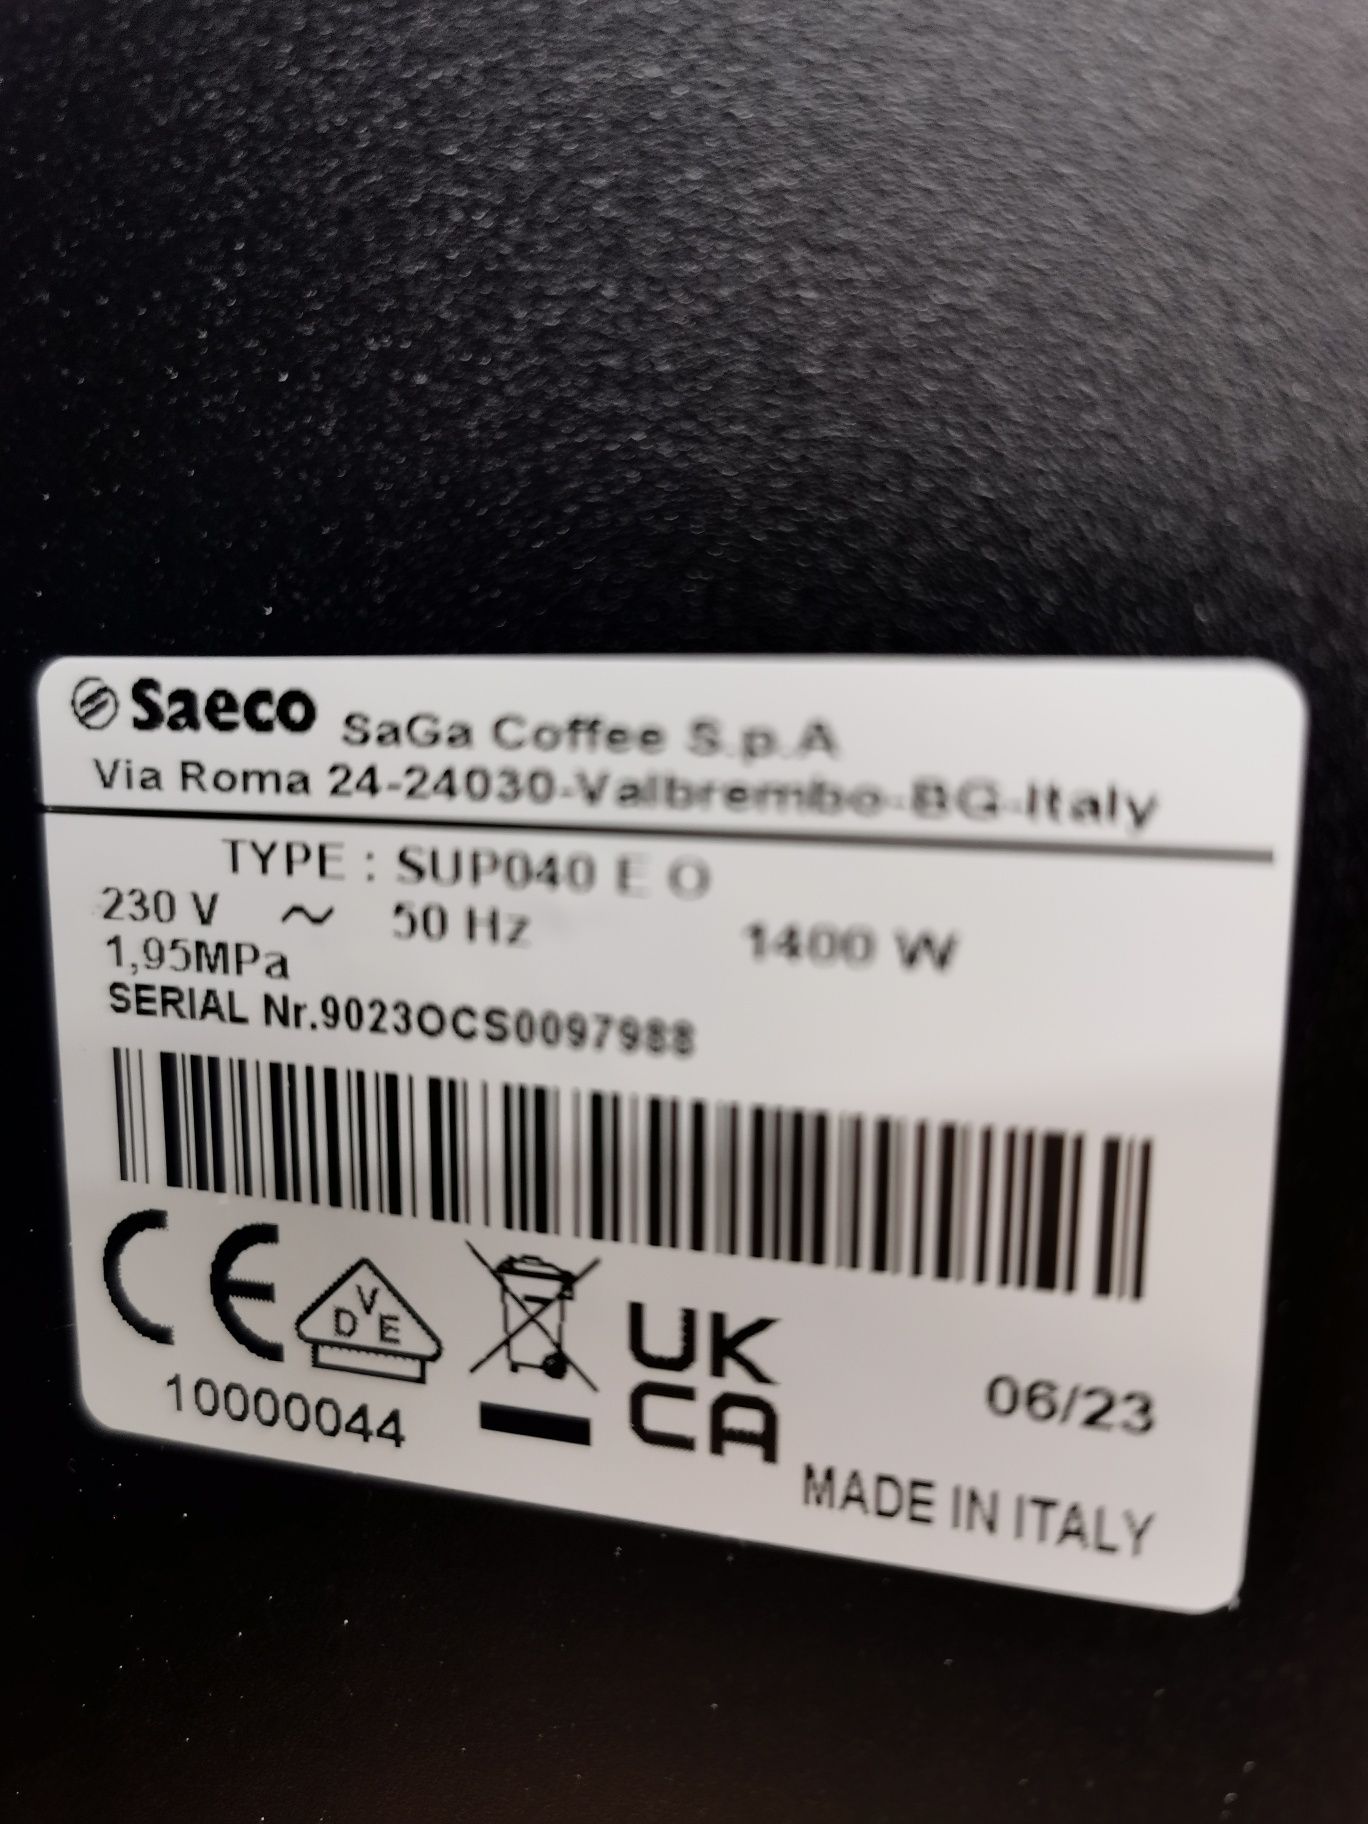 Saeco SaGa Coffee S.p.A
Via Roma 24-24030-Valbrembo-BG-Italy
TYPE : SUP040 E O
230 V ~ 50 Hz 1400 W
1,95MPa
SERIAL Nr.9023OCS0097988
CE DVE UK
CA 06/23
10000044
MADE IN ITALY